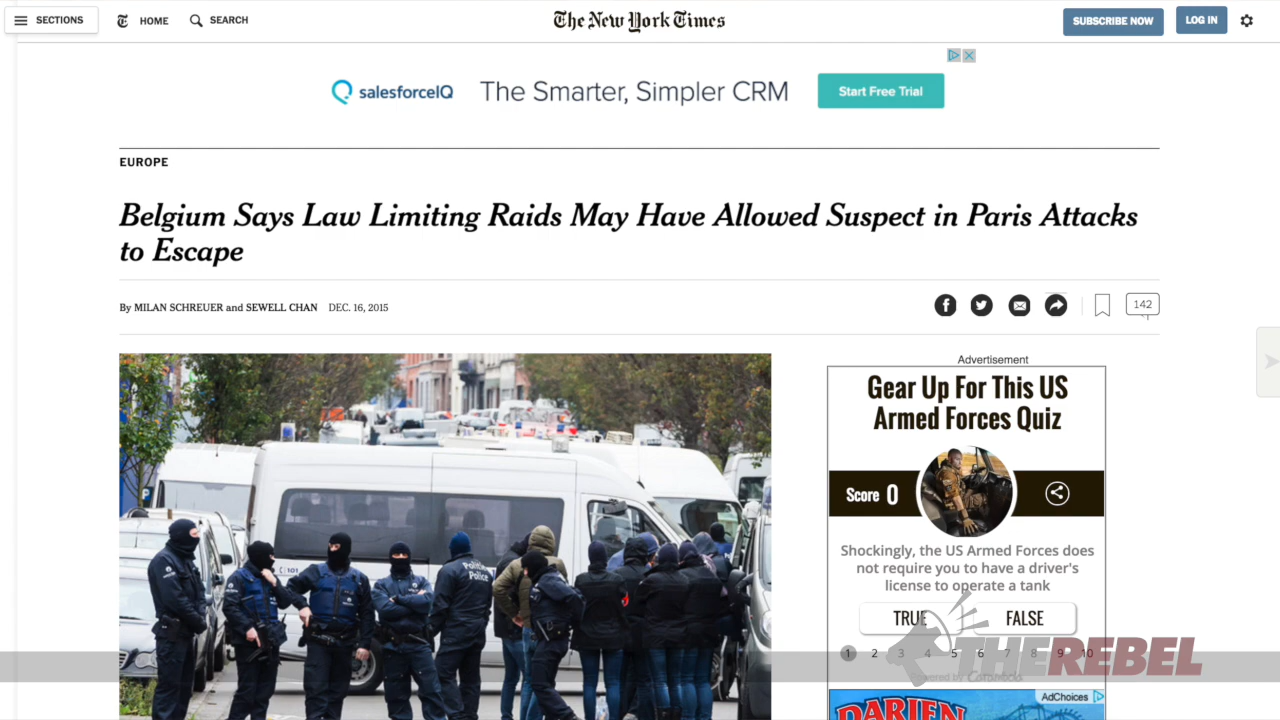 SECTIONS
HOME
SEARCH
The New York Times
SUBSCRIBE NOW
LOG IN
salesforceIQ
The Smarter, Simpler CRM
Start Free Trial
EUROPE
Belgium Says Law Limiting Raids May Have Allowed Suspect in Paris Attacks
to Escape
By MILAN SCHREUER and SEWELL CHAN DEC. 16, 2015
142
Advertisement
Gear Up For This US
Armed Forces Quiz
Score 0
Shockingly, the US Armed Forces does
not require you to have a driver's
license to operate a tank
TRUE
FALSE
1 2 3 4 5 6 7 8 9 10
THEREBEL
AdChoices
DARIEN
P
101
Politie
Police